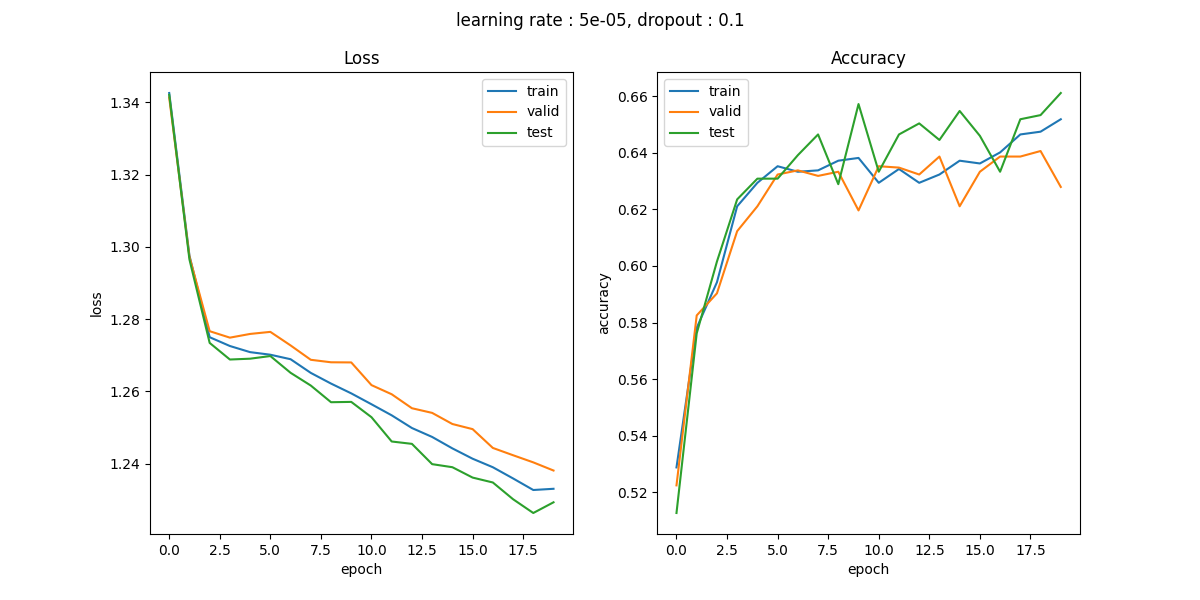 learning rate : 5e-05, dropout : 0.1
Loss
1.34
1.32
1.30
1.28
1.26
1.24
loss
0.0 2.5 5.0 7.5 10.0 12.5 15.0 17.5
epoch
train
valid
test
Accuracy
0.66
0.64
0.62
0.60
0.58
0.56
0.54
0.52
accuracy
0.0 2.5 5.0 7.5 10.0 12.5 15.0 17.5
epoch
train
valid
test